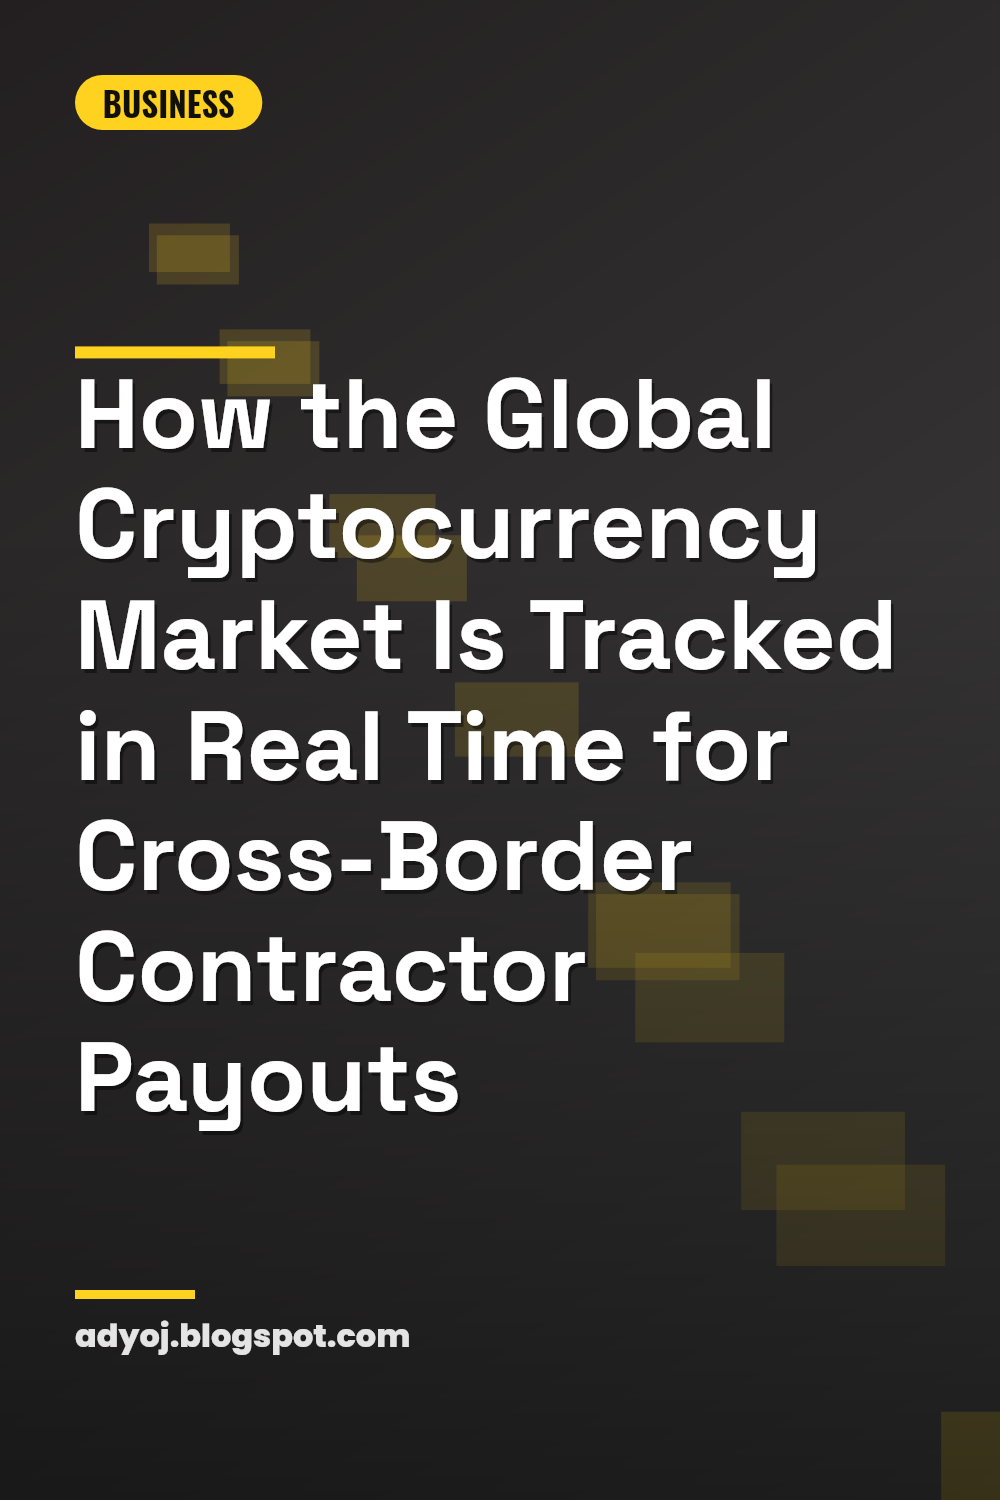 BUSINESS
How the Global
Cryptocurrency
Market Is Tracked
in Real Time for
Cross-Border
Contractor
Payouts
adyoj.blogspot.com